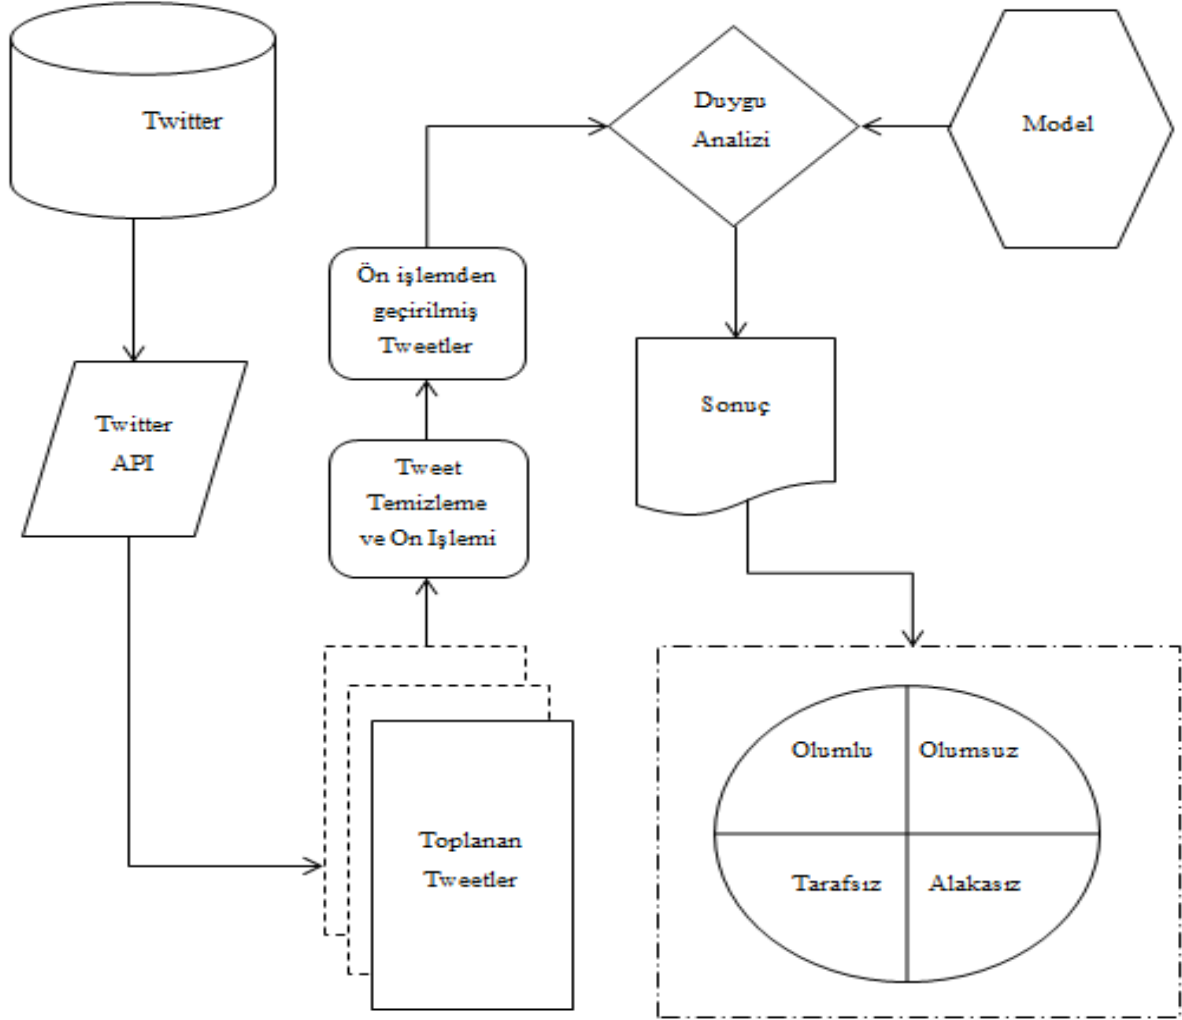 Twitter
Twitter
API
Toplanan
Tweetler
Tweet
Temizleme
ve On İşlemi
Ön işlemden
geçirilmiş
Tweetler
Duygu
Analizi
Model
Sonuç
Olumlu
Olumsuz
Tarafsız
Alakasız